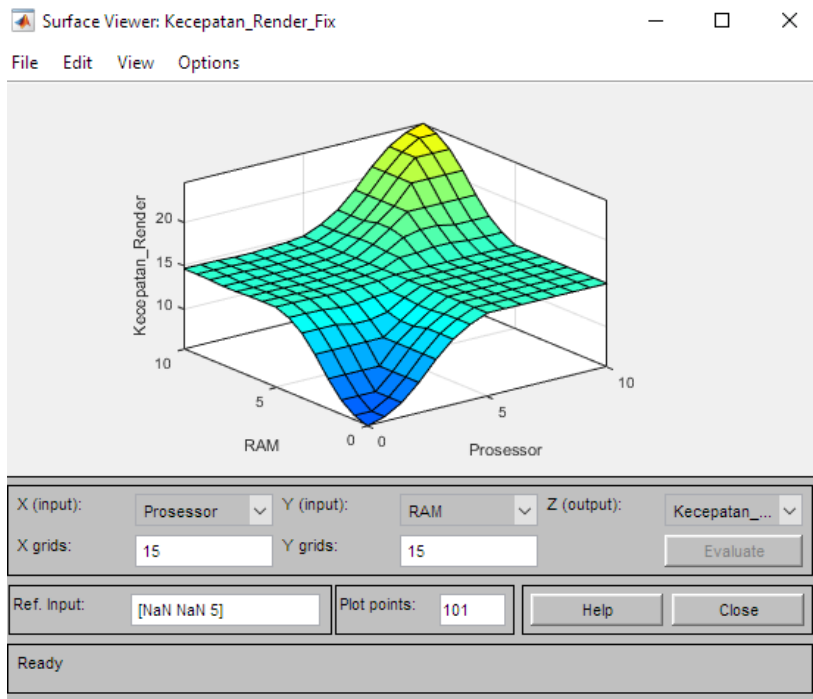 Surface Viewer: Kecepatan_Render_Fix
File Edit View Options
Kecepatan_Render
20
15
10
10
5
0
RAM
0
5
10
Prosessor
X (input): Prosessor Y (input): RAM Z (output): Kecepatan_...
X grids: 15 Y grids: 15 Evaluate
Ref. Input: [NaN NaN 5] Plot points: 101 Help Close
Ready